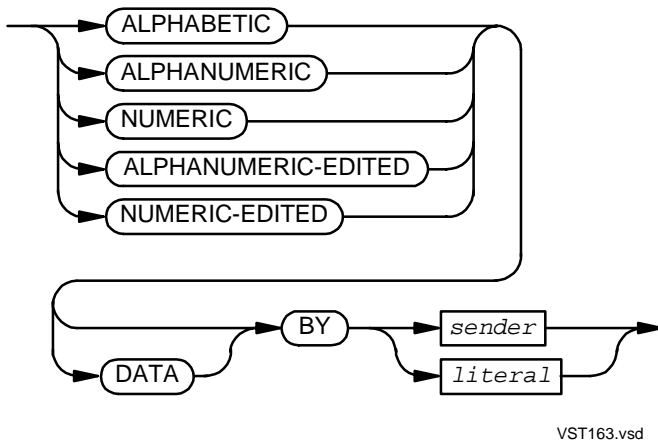 ALPHABETIC
ALPHANUMERIC
NUMERIC
ALPHANUMERIC-EDITED
NUMERIC-EDITED
BY sender
DATA literal
VST163.vsd